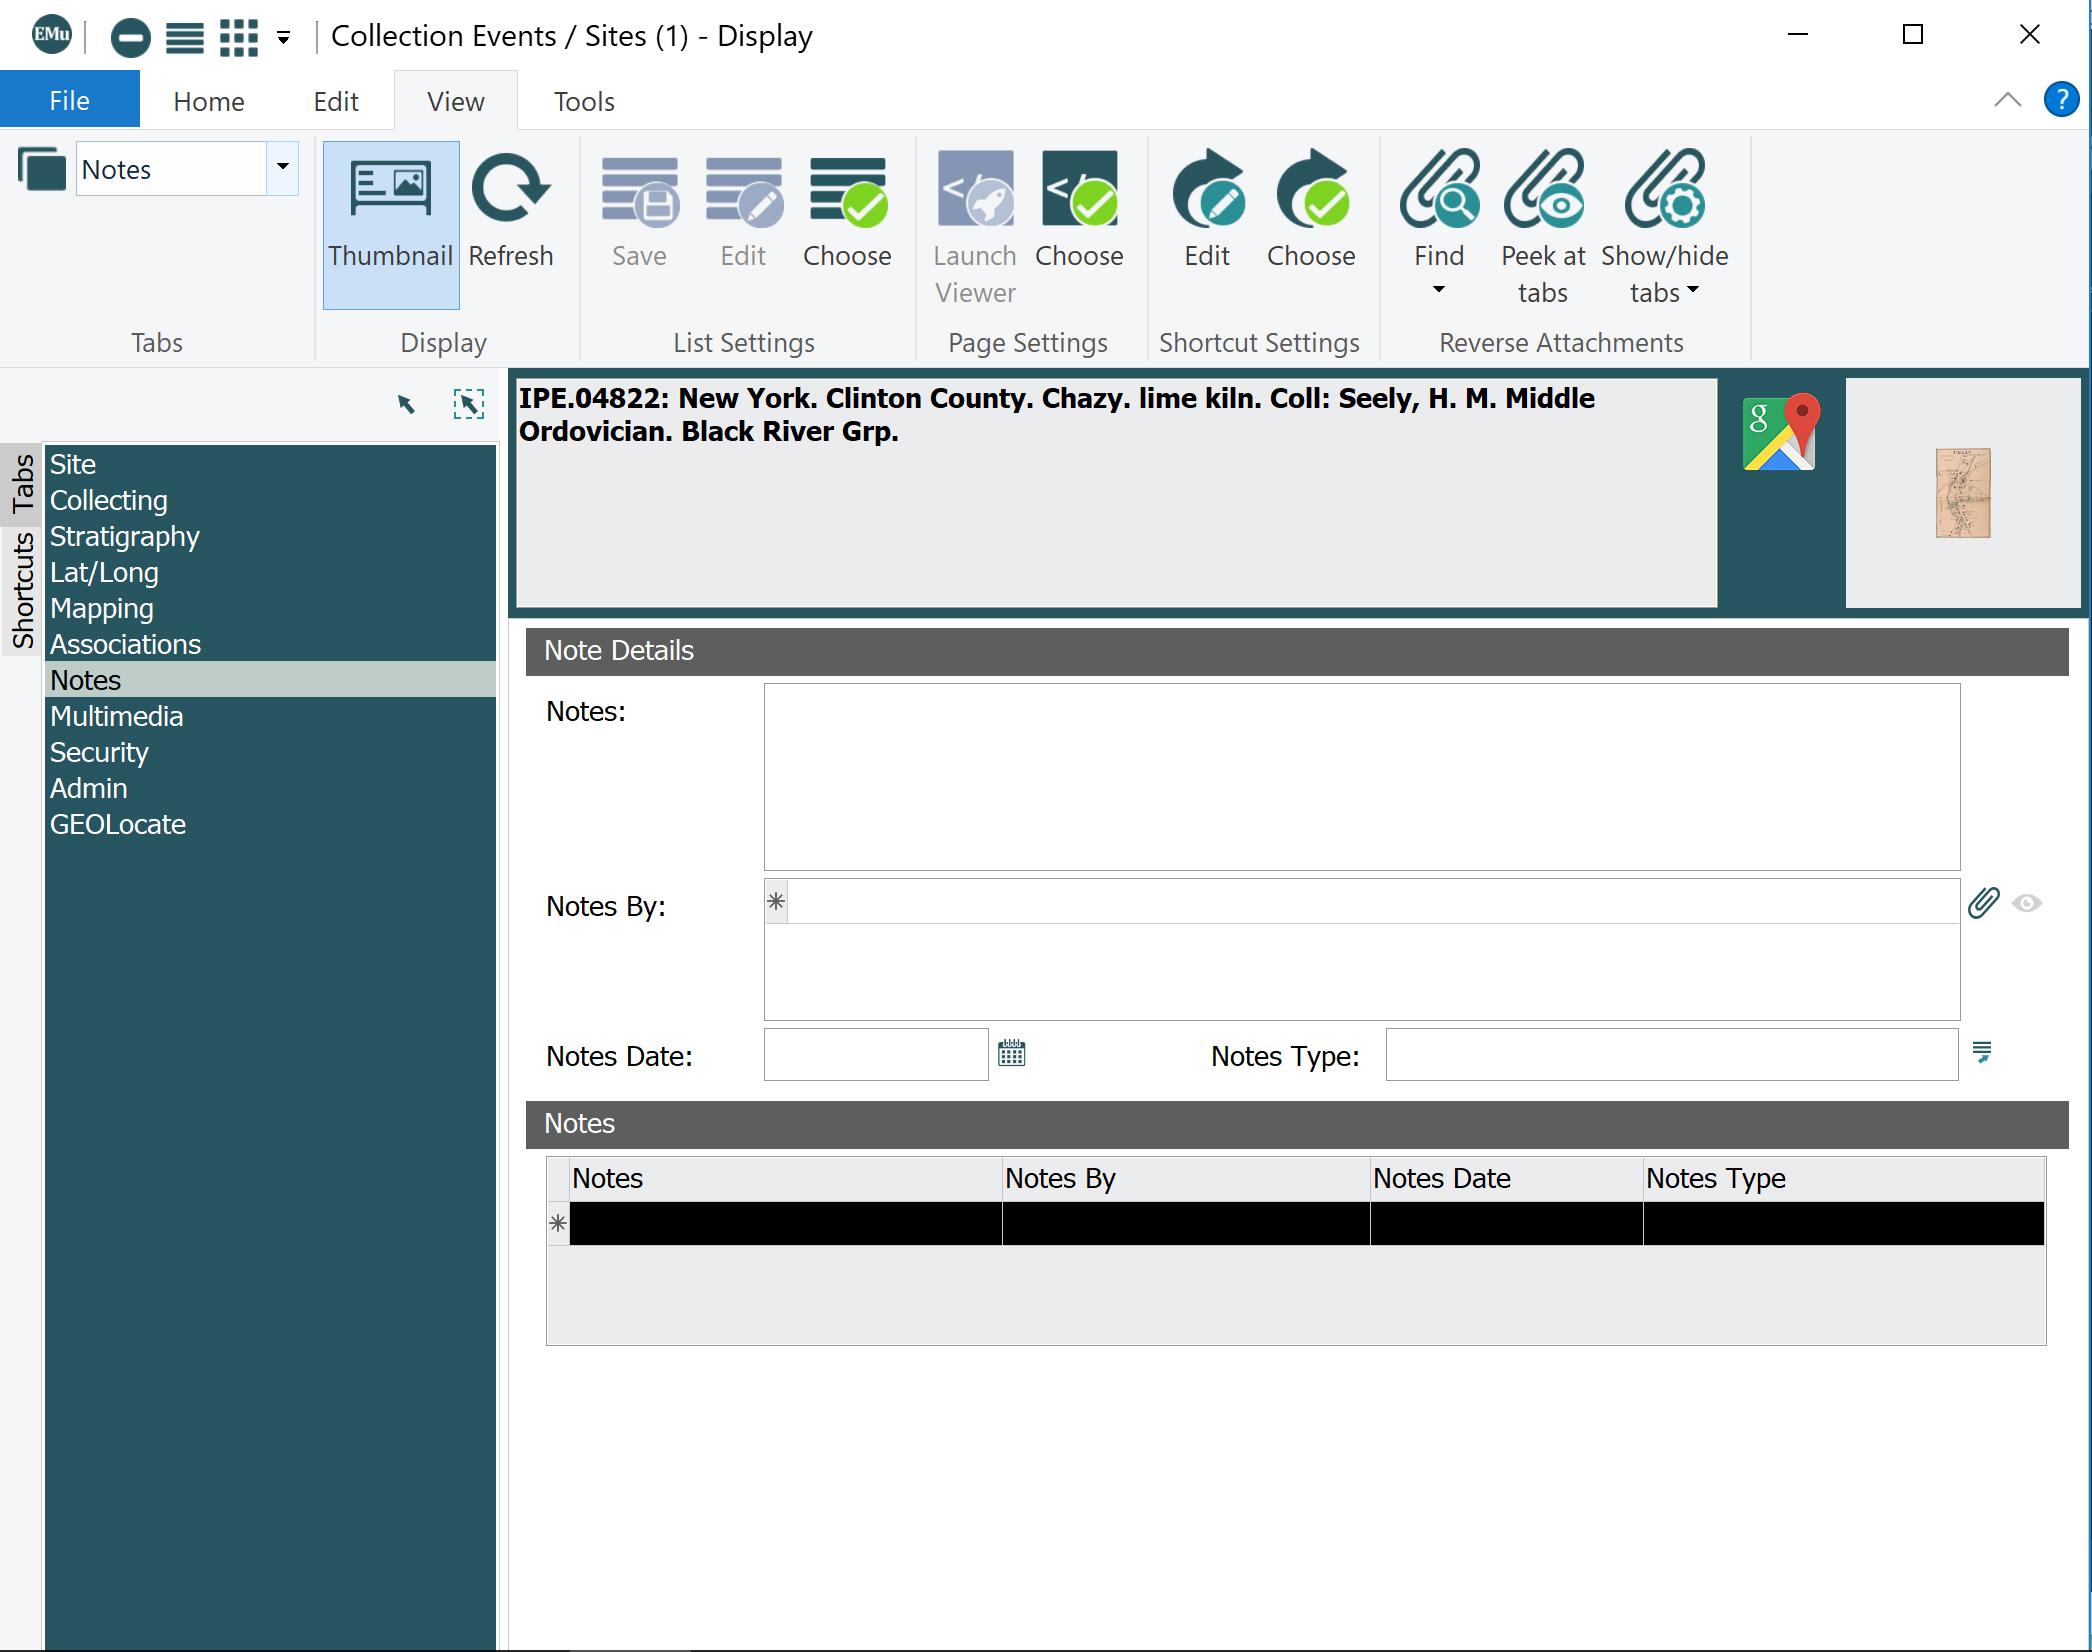 EMu
Collection Events / Sites (1) - Display
File
Home
Edit
View
Tools
?
Notes
Tabs
Thumbnail
Refresh
Display
Save
Edit
Choose
List Settings
Launch
Viewer
Choose
Page Settings
Edit
Choose
Shortcut Settings
Find
Peek at
tabs
Show/hide
tabs
Reverse Attachments
Tabs
Shortcuts
Site
Collecting
Stratigraphy
Lat/Long
Mapping
Associations
Notes
Multimedia
Security
Admin
GEOLocate
IPE.04822: New York. Clinton County. Chazy. lime kiln. Coll: Seely, H. M. Middle
Ordovician. Black River Grp.
g
CHAZY
Note Details
Notes:
Notes By:
Notes Date:
Notes Type:
Notes
Notes
Notes By
Notes Date
Notes Type